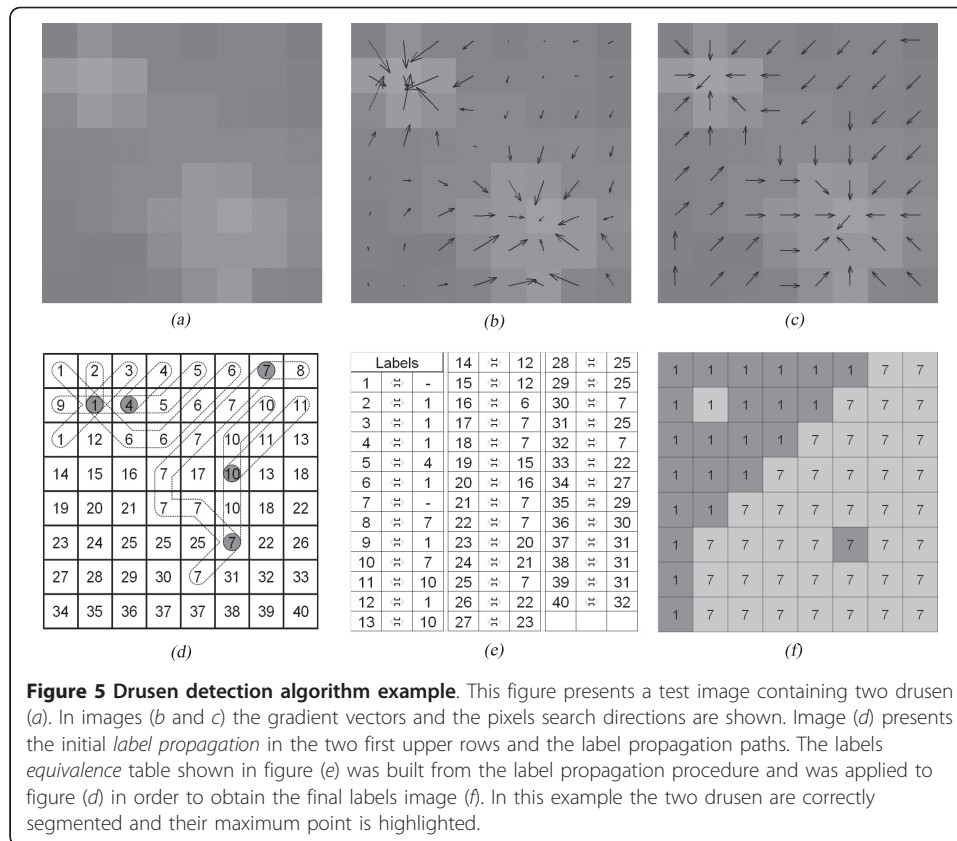 (a)
(b)
(c)
1 2 3 4 5 6 7 8
9 1 4 5 6 7 10 11
1 12 6 6 7 10 11 13
14 15 16 7 17 10 13 18
19 20 21 7 7 10 18 22
23 24 25 25 25 7 22 26
27 28 29 30 7 31 32 33
34 35 36 37 37 38 39 40
(d)
Labels 14 ⇔ 12 28 ⇔ 25
1 ⇔ - 15 ⇔ 12 29 ⇔ 25
2 ⇔ 1 16 ⇔ 6 30 ⇔ 7
3 ⇔ 1 17 ⇔ 7 31 ⇔ 25
4 ⇔ 1 18 ⇔ 7 32 ⇔ 7
5 ⇔ 4 19 ⇔ 15 33 ⇔ 22
6 ⇔ 1 20 ⇔ 16 34 ⇔ 27
7 ⇔ - 21 ⇔ 7 35 ⇔ 29
8 ⇔ 7 22 ⇔ 7 36 ⇔ 30
9 ⇔ 1 23 ⇔ 20 37 ⇔ 31
10 ⇔ 7 24 ⇔ 21 38 ⇔ 31
11 ⇔ 10 25 ⇔ 7 39 ⇔ 31
12 ⇔ 1 26 ⇔ 22 40 ⇔ 32
13 ⇔ 10 27 ⇔ 23
(e)
1 1 1 1 1 1 7 7
1 1 1 1 1 7 7 7
1 1 1 1 7 7 7 7
1 1 1 7 7 7 7 7
1 1 7 7 7 7 7 7
1 7 7 7 7 7 7 7
1 7 7 7 7 7 7 7
1 7 7 7 7 7 7 7
(f)
Figure 5 Drusen detection algorithm example. This figure presents a test image containing two drusen
(a). In images (b and c) the gradient vectors and the pixels search directions are shown. Image (d) presents
the initial label propagation in the two first upper rows and the label propagation paths. The labels
equivalence table shown in figure (e) was built from the label propagation procedure and was applied to
figure (d) in order to obtain the final labels image (f). In this example the two drusen are correctly
segmented and their maximum point is highlighted.